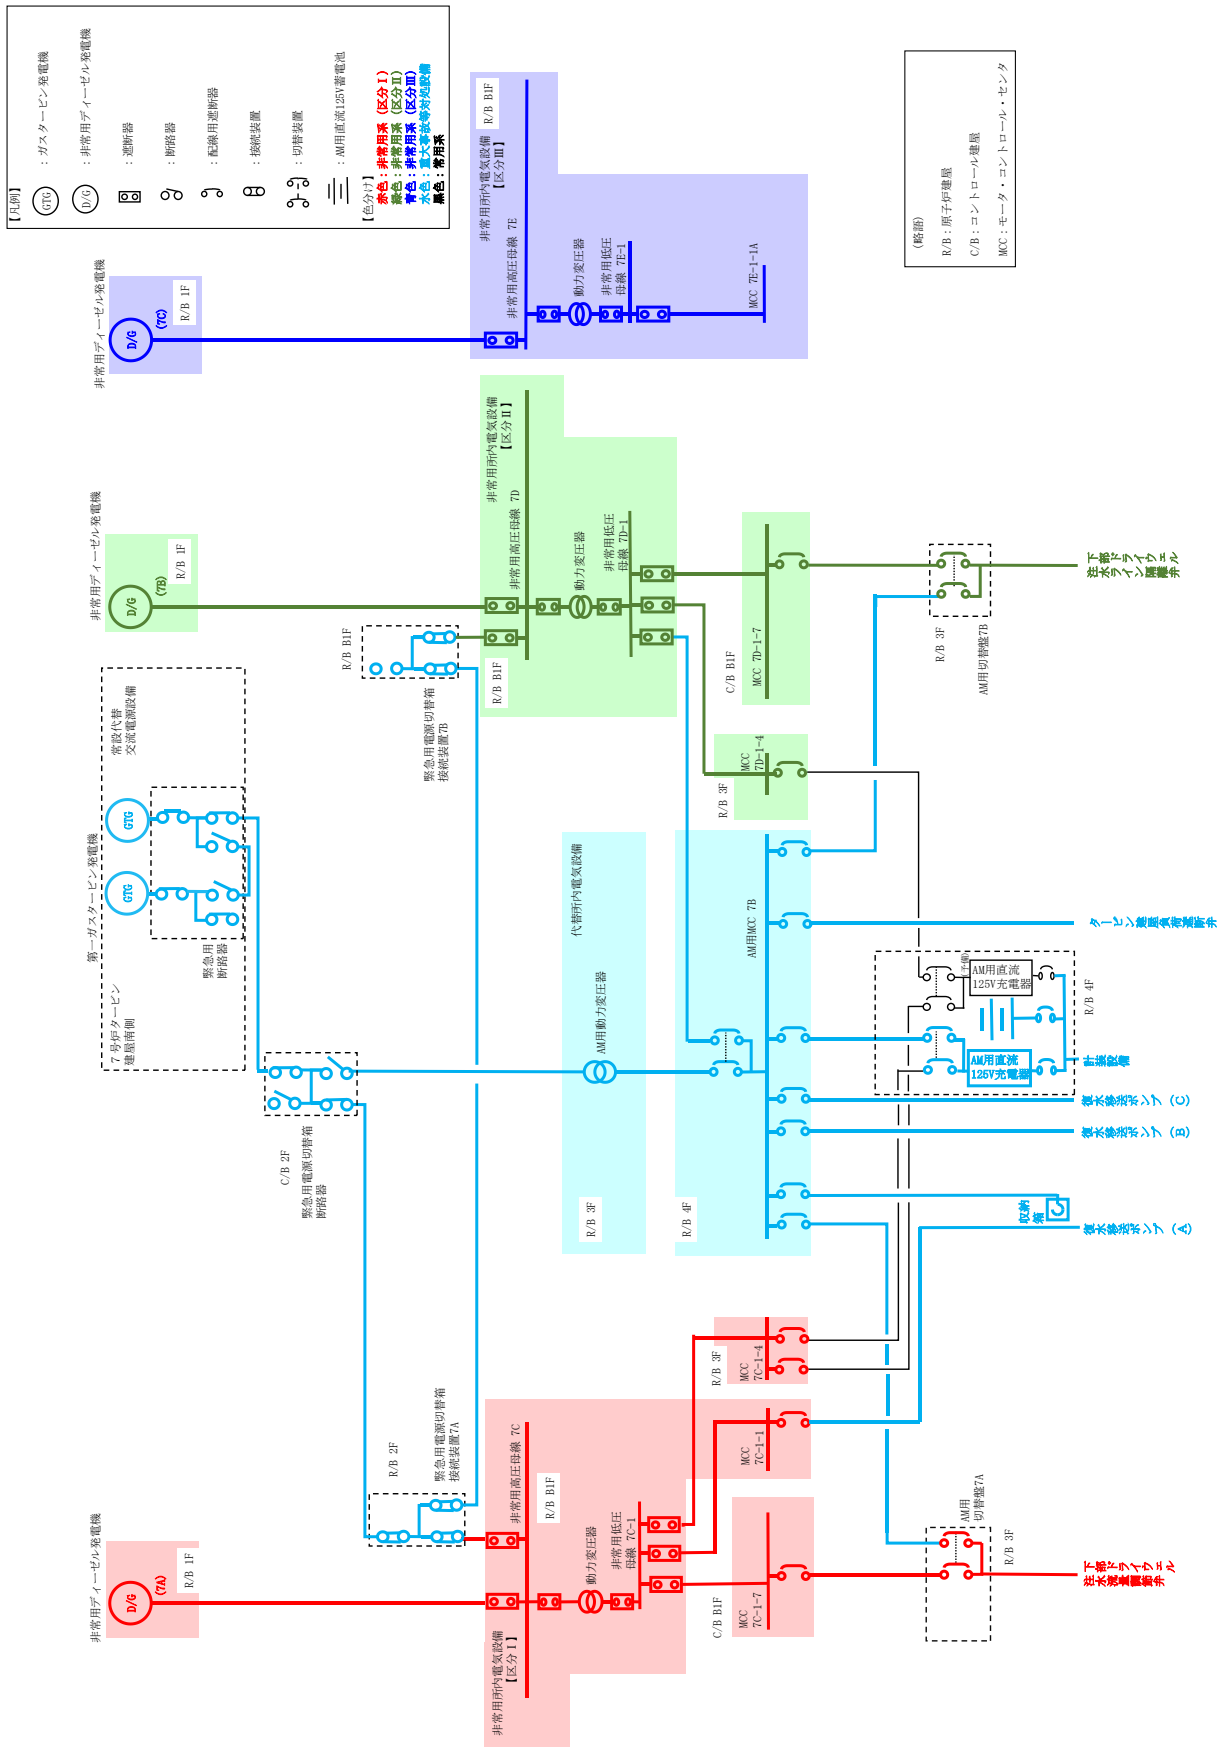 【凡例】
GTG
：ガスタービン発電機
D/G
：非常用ディーゼル発電機
：遮断器
：断路器
：配線用遮断器
：接続装置
：切替装置
：AM用直流125V蓄電池
【色分け】
赤色：非常用系（区分Ⅰ）
緑色：非常用系（区分Ⅱ）
青色：非常用系（区分Ⅲ）
水色：重大事故等対処設備
黒色：常用系
(略語)
R/B：原子炉建屋
C/B：コントロール建屋
MCC：モータ・コントロール・センタ
非常用ディーゼル発電機
D/G
(7A)
R/B 1F
非常用ディーゼル発電機
D/G
(7B)
R/B 1F
非常用ディーゼル発電機
D/G
(7C)
R/B 1F
第一ガスタービン発電機
常設代替
交流電源設備
GTG
GTG
緊急用
断路器
7号炉タービン
建屋南側
C/B 2F
緊急用電源切替箱
断路器
R/B 2F
緊急用電源切替箱
接続装置7A
R/B B1F
緊急用電源切替箱
接続装置7B
非常用所内電気設備
【区分Ⅰ】
非常用高圧母線 7C
R/B B1F
動力変圧器
非常用低圧
母線 7C-1
C/B B1F
MCC
7C-1-7
MCC
7C-1-1
R/B 3F
MCC
7C-1-4
代替所内電気設備
AM用動力変圧器
R/B 3F
R/B 4F
AM用MCC 7B
非常用所内電気設備
【区分Ⅱ】
非常用高圧母線 7D
R/B B1F
動力変圧器
非常用低圧
母線 7D-1
C/B B1F
MCC 7D-1-7
R/B 3F
MCC
7D-1-4
非常用所内電気設備
【区分Ⅲ】
R/B B1F
非常用高圧母線 7E
動力変圧器
非常用低圧
母線 7E-1
MCC 7E-1-1A
AM用
切替盤7A
R/B 3F
R/B 3F
AM用切替盤7B
(予備)
AM用直流
125V充電器
AM用直流
125V充電器
R/B 4F
下部ドライウェル
注水流量調節弁
復水移送ポンプ（A）
収納
箱
復水移送ポンプ（B）
復水移送ポンプ（C）
計装設備
タービン建屋負荷遮断弁
下部ドライウェル
注水ライン隔離弁